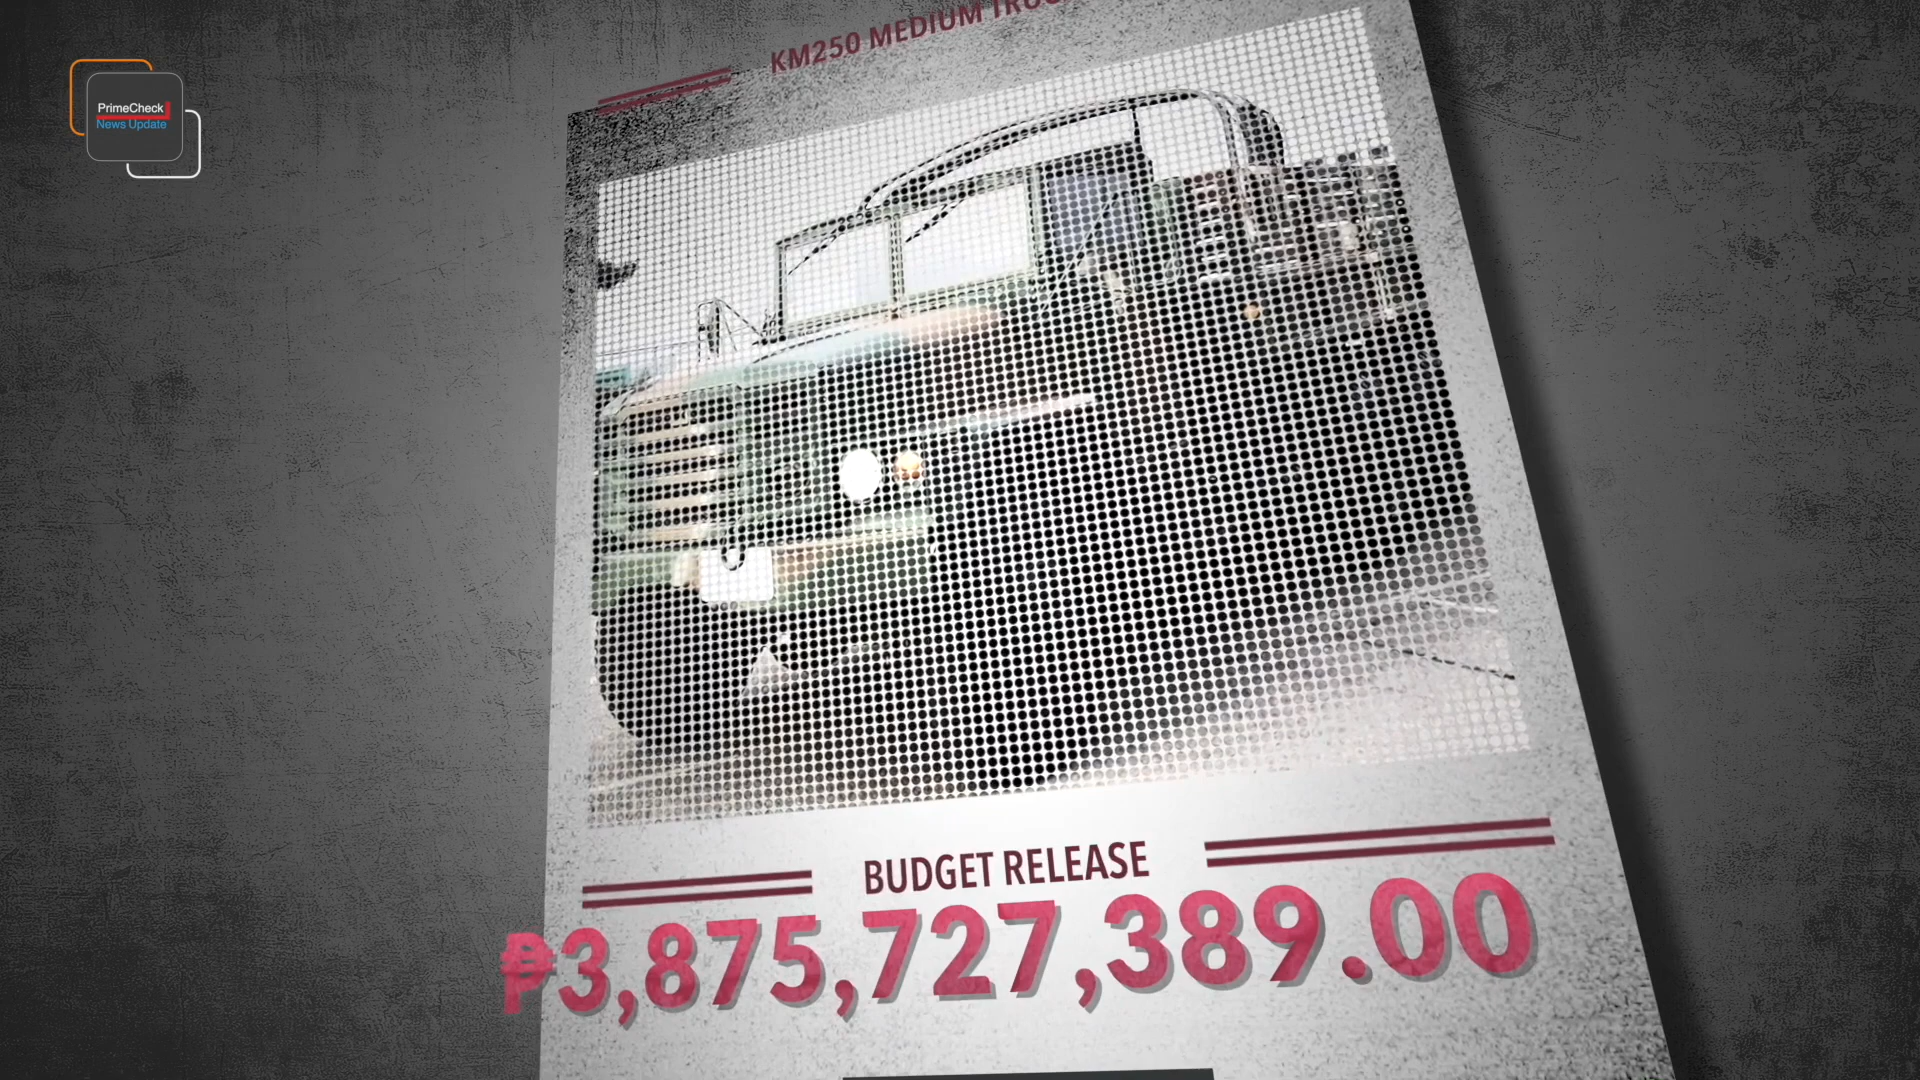 PrimeCheck
News Update
KM250 MEDIUM
BUDGET RELEASE
₱3,875,727,389.00